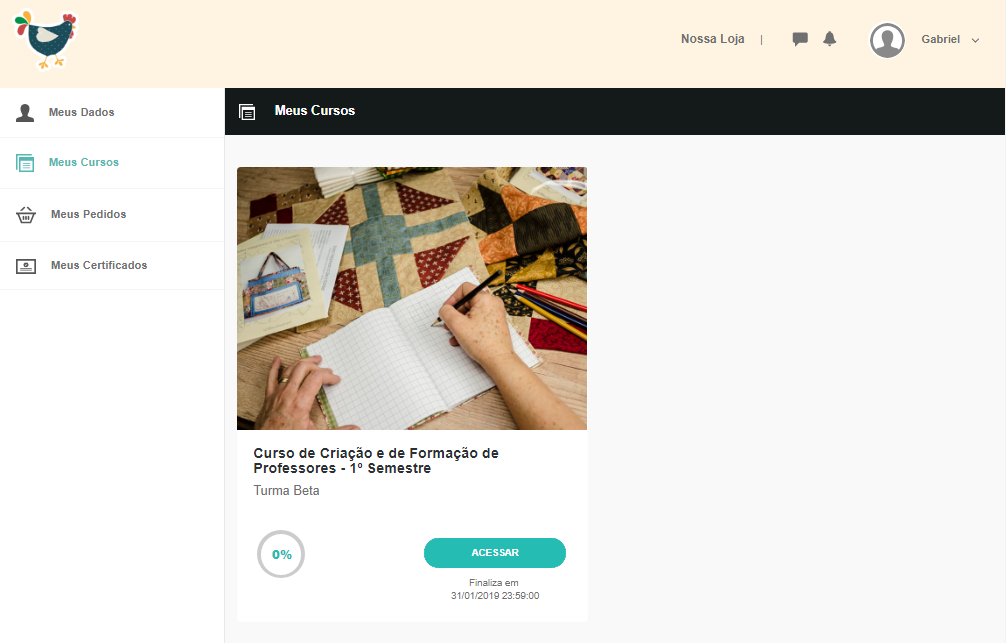 Nossa Loja |
Gabriel
Meus Dados
Meus Cursos
Meus Pedidos
Meus Certificados
Meus Cursos
Curso de Criação e de Formação de
Professores - 1º Semestre
Turma Beta
0%
ACESSAR
Finaliza em
31/01/2019 23:59:00